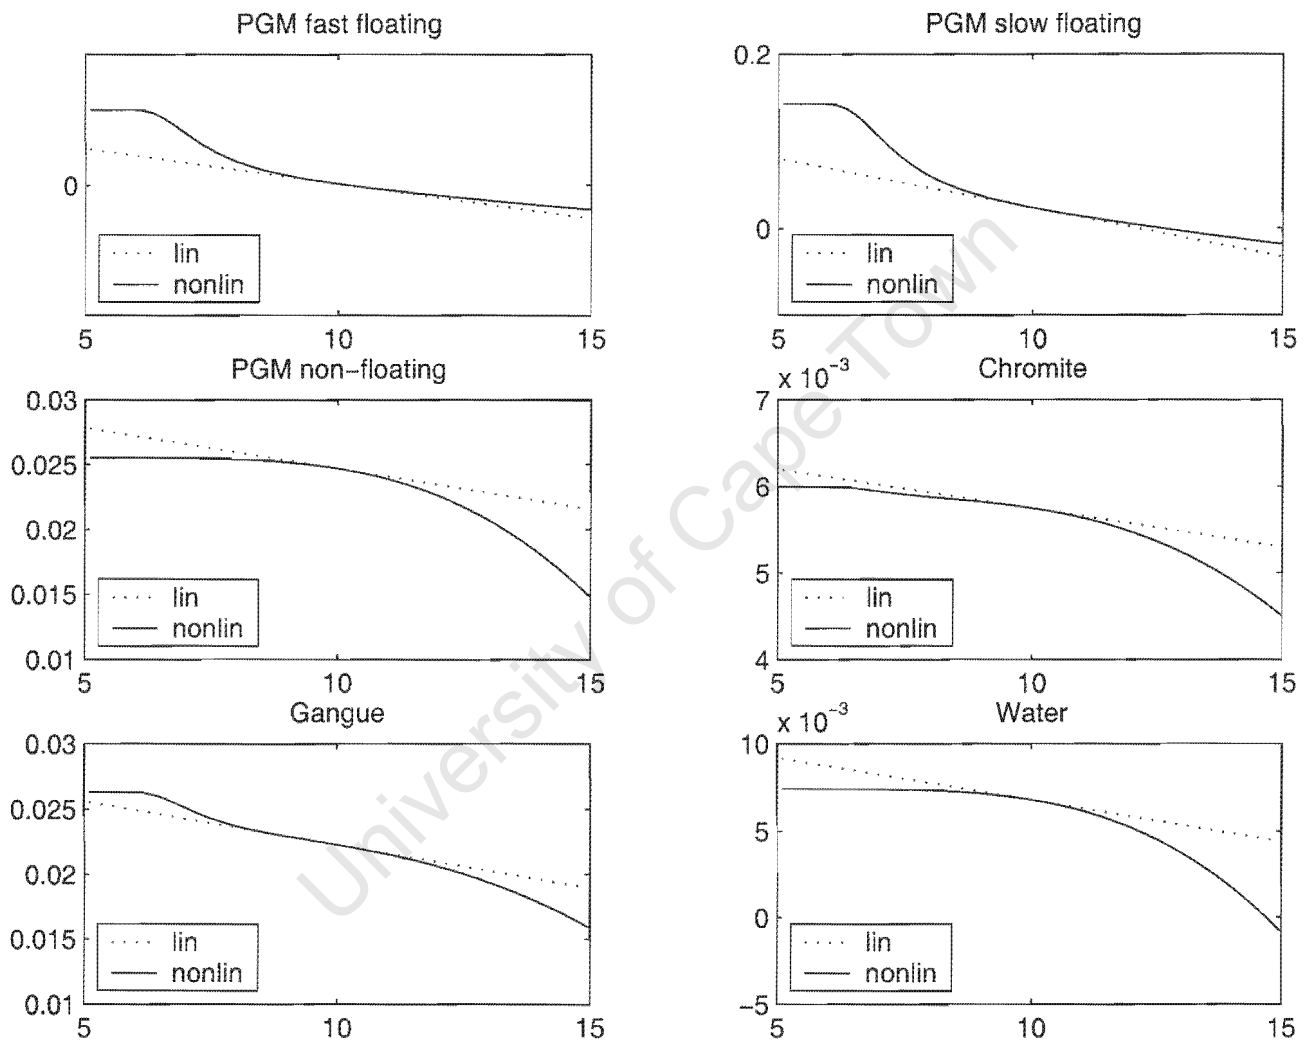 PGM fast floating
0
lin
nonlin
5 10 15
PGM slow floating
0.2
0
lin
nonlin
5 10 15
PGM non-floating
0.03
0.025
0.02
0.015
0.01
lin
nonlin
5 10 15
Chromite
x 10⁻³
7
6
5
4
lin
nonlin
5 10 15
Gangue
0.03
0.025
0.02
0.015
0.01
lin
nonlin
5 10 15
Water
x 10⁻³
10
5
0
-5
lin
nonlin
5 10 15
University of Cape Town